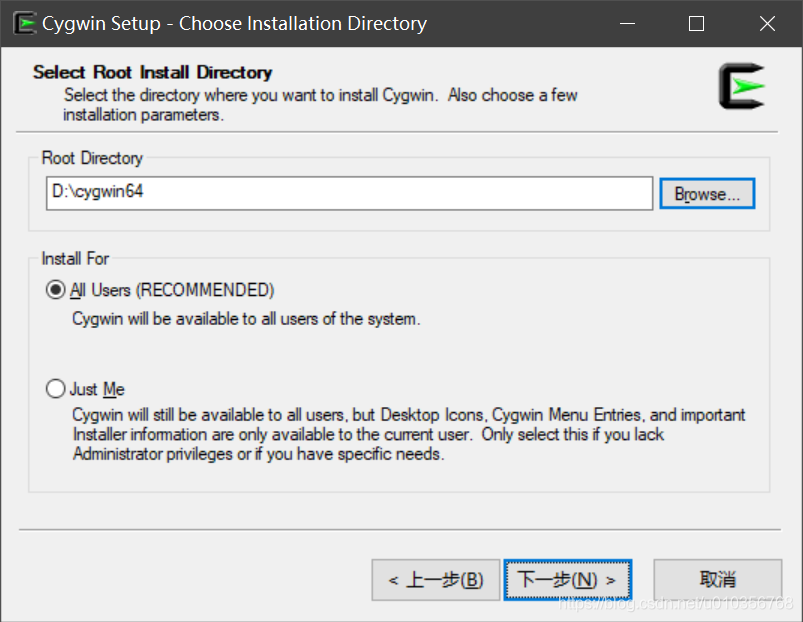 Cygwin Setup - Choose Installation Directory
Select Root Install Directory
Select the directory where you want to install Cygwin. Also choose a few
installation parameters.
Root Directory
D:\cygwin64
Browse...
Install For
All Users (RECOMMENDED)
Cygwin will be available to all users of the system.
Just Me
Cygwin will still be available to all users, but Desktop Icons, Cygwin Menu Entries, and important
Installer information are only available to the current user. Only select this if you lack
Administrator privileges or if you have specific needs.
< 上一步(B)
下一步(N) >
取消
https://blog.csdn.net/u010356768